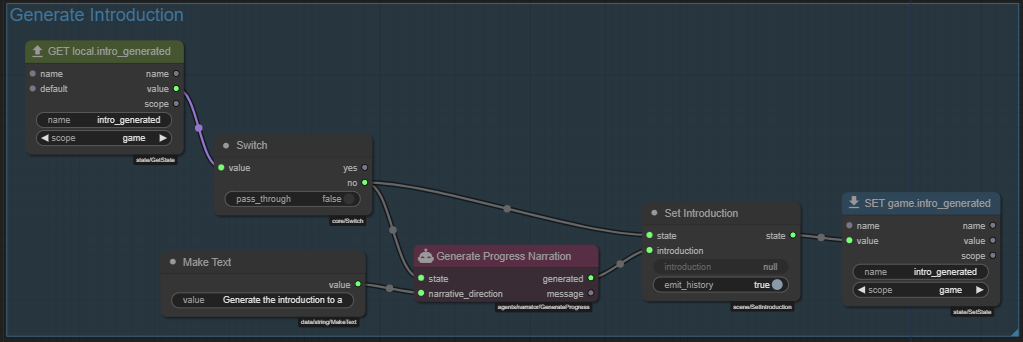 Generate Introduction
GET local.intro_generated
name name
default value
scope
name intro_generated
scope game
state/GetState
Switch
value yes
no
pass_through false
core/Switch
Make Text
value
value Generate the introduction to a
data/string/MakeText
Generate Progress Narration
state generated
narrative_direction message
agents/narrator/GenerateProgress
Set Introduction
state state
introduction
introduction null
emit_history true
scene/SetIntroduction
SET game.intro_generated
name name
value value
scope
name intro_generated
scope game
state/SetState